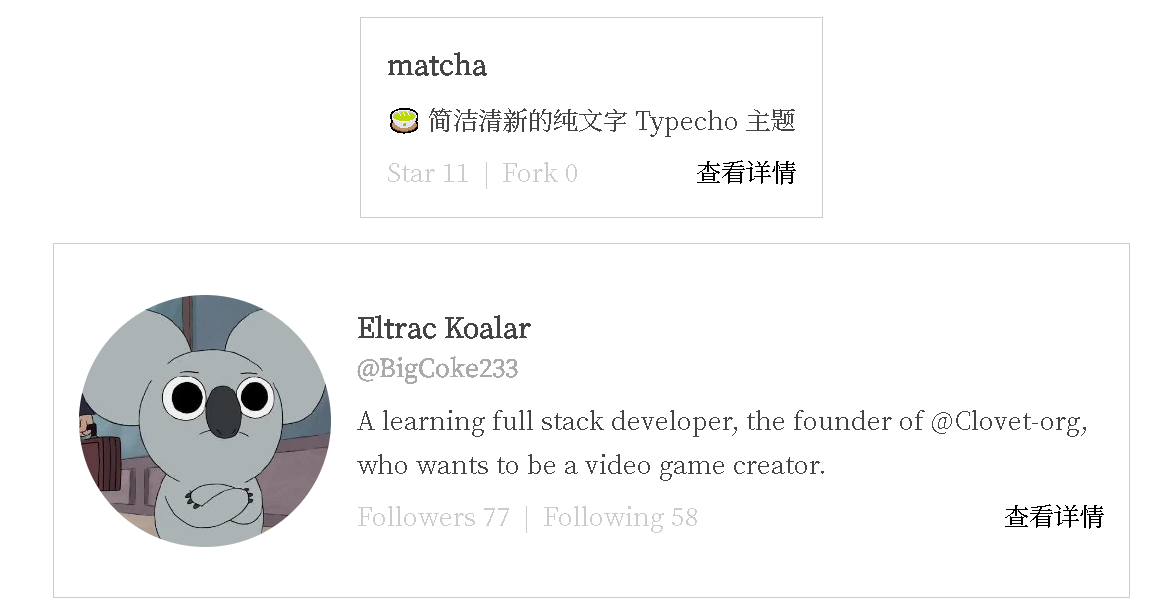 matcha
🍵 简洁清新的纯文字 Typecho 主题
Star 11 | Fork 0 查看详情
Eltrac Koalar
@BigCoke233
A learning full stack developer, the founder of @Clovet-org,
who wants to be a video game creator.
Followers 77 | Following 58 查看详情